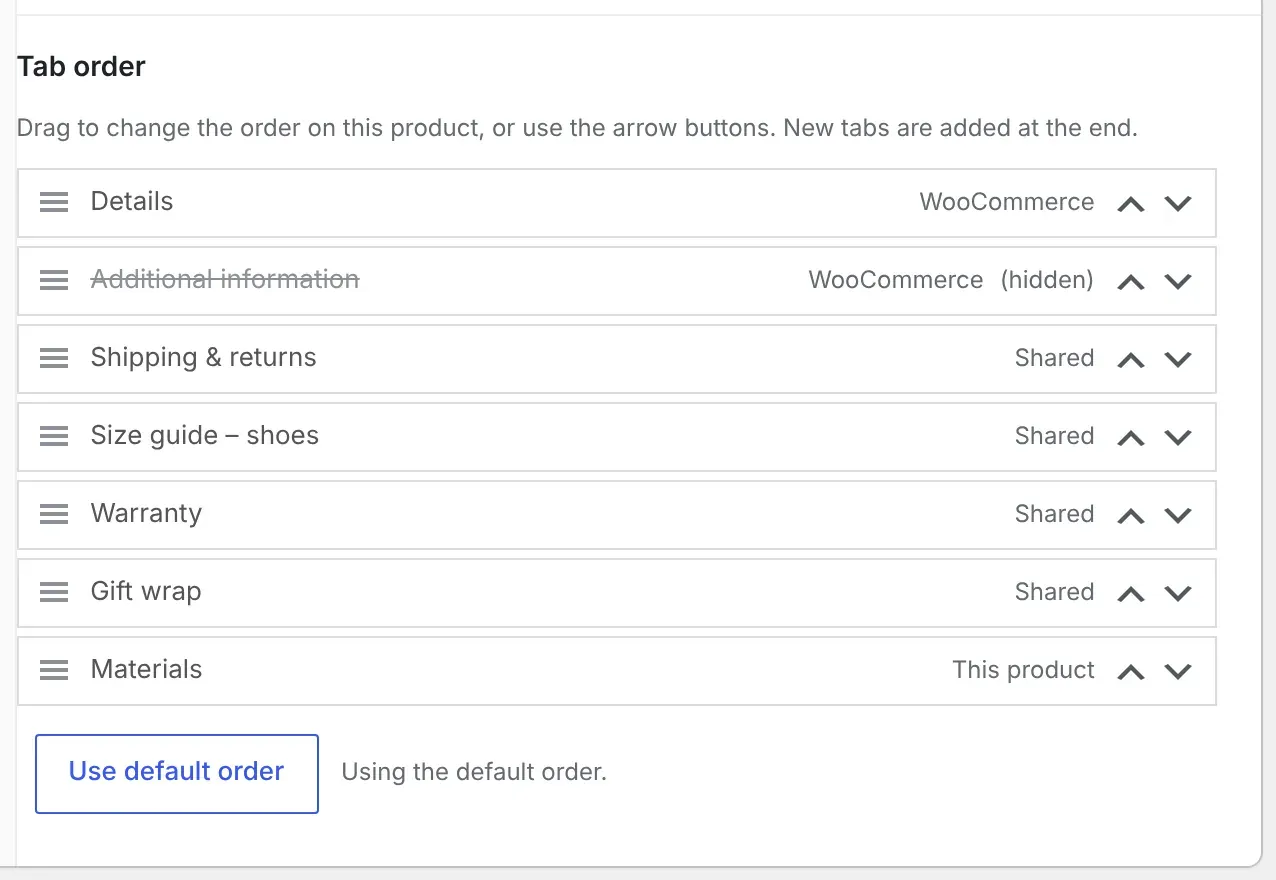 Tab order
Drag to change the order on this product, or use the arrow buttons. New tabs are added at the end.
Details WooCommerce
Additional information WooCommerce (hidden)
Shipping & returns Shared
Size guide – shoes Shared
Warranty Shared
Gift wrap Shared
Materials This product
Use default order Using the default order.